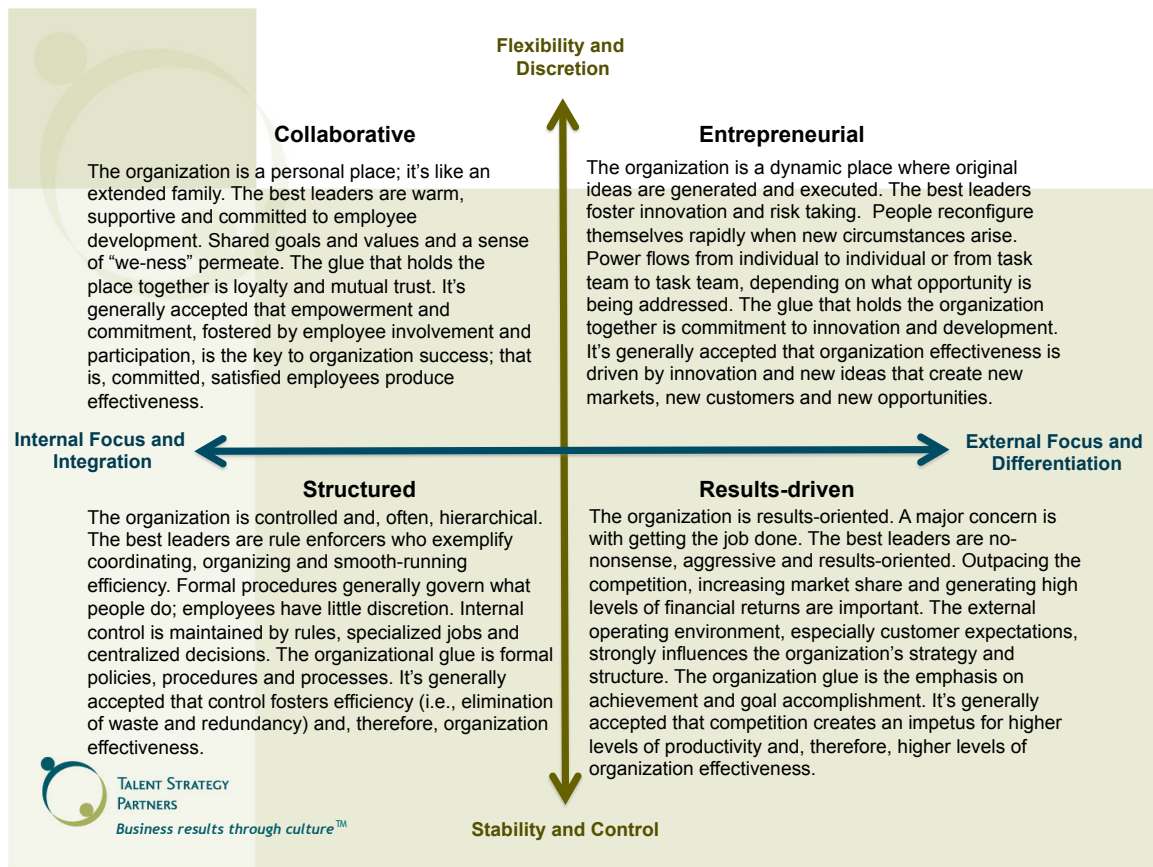 Flexibility and
Discretion
Collaborative
The organization is a personal place; it’s like an
extended family. The best leaders are warm,
supportive and committed to employee
development. Shared goals and values and a sense
of “we-ness” permeate. The glue that holds the
place together is loyalty and mutual trust. It’s
generally accepted that empowerment and
commitment, fostered by employee involvement and
participation, is the key to organization success; that
is, committed, satisfied employees produce
effectiveness.
Entrepreneurial
The organization is a dynamic place where original
ideas are generated and executed. The best leaders
foster innovation and risk taking.  People reconfigure
themselves rapidly when new circumstances arise.
Power flows from individual to individual or from task
team to task team, depending on what opportunity is
being addressed. The glue that holds the organization
together is commitment to innovation and development.
It’s generally accepted that organization effectiveness is
driven by innovation and new ideas that create new
markets, new customers and new opportunities.
Internal Focus and
Integration
External Focus and
Differentiation
Structured
The organization is controlled and, often, hierarchical.
The best leaders are rule enforcers who exemplify
coordinating, organizing and smooth-running
efficiency. Formal procedures generally govern what
people do; employees have little discretion. Internal
control is maintained by rules, specialized jobs and
centralized decisions. The organizational glue is formal
policies, procedures and processes. It’s generally
accepted that control fosters efficiency (i.e., elimination
of waste and redundancy) and, therefore, organization
effectiveness.
Results-driven
The organization is results-oriented. A major concern is
with getting the job done. The best leaders are no-
nonsense, aggressive and results-oriented. Outpacing the
competition, increasing market share and generating high
levels of financial returns are important. The external
operating environment, especially customer expectations,
strongly influences the organization’s strategy and
structure. The organization glue is the emphasis on
achievement and goal accomplishment. It’s generally
accepted that competition creates an impetus for higher
levels of productivity and, therefore, higher levels of
organization effectiveness.
TALENT STRATEGY
PARTNERS
Business results through culture™
Stability and Control